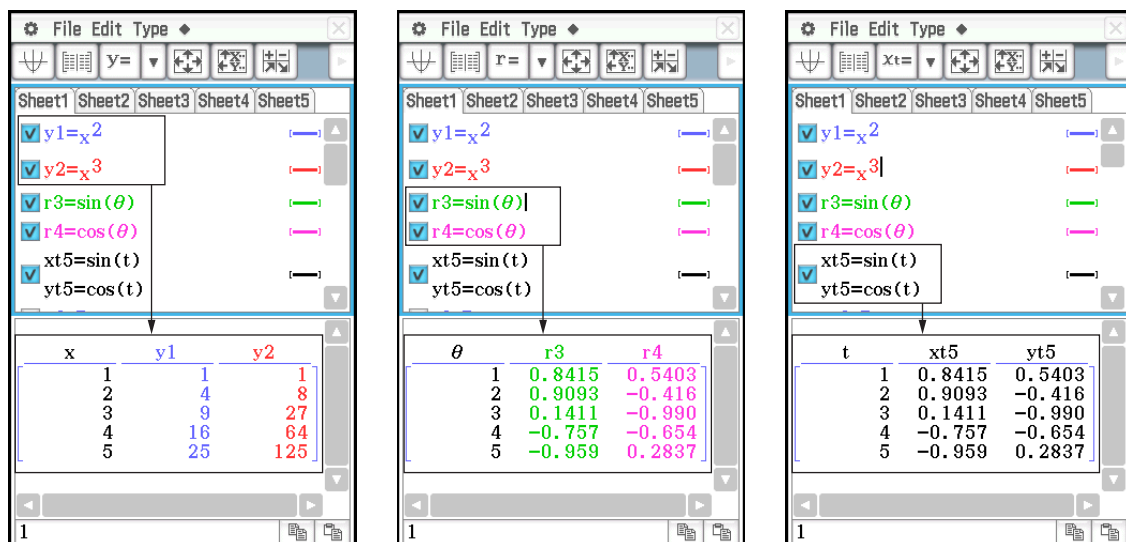 File Edit Type ◆
y=
Sheet1 Sheet2 Sheet3 Sheet4 Sheet5
y1=x^2
y2=x^3
r3=sin(θ)
r4=cos(θ)
xt5=sin(t)
yt5=cos(t)
x y1 y2
1 1 1
2 4 8
3 9 27
4 16 64
5 25 125
1
File Edit Type ◆
r=
Sheet1 Sheet2 Sheet3 Sheet4 Sheet5
y1=x^2
y2=x^3
r3=sin(θ)
r4=cos(θ)
xt5=sin(t)
yt5=cos(t)
θ r3 r4
1 0.8415 0.5403
2 0.9093 -0.416
3 0.1411 -0.990
4 -0.757 -0.654
5 -0.959 0.2837
1
File Edit Type ◆
xt=
Sheet1 Sheet2 Sheet3 Sheet4 Sheet5
y1=x^2
y2=x^3
r3=sin(θ)
r4=cos(θ)
xt5=sin(t)
yt5=cos(t)
t xt5 yt5
1 0.8415 0.5403
2 0.9093 -0.416
3 0.1411 -0.990
4 -0.757 -0.654
5 -0.959 0.2837
1